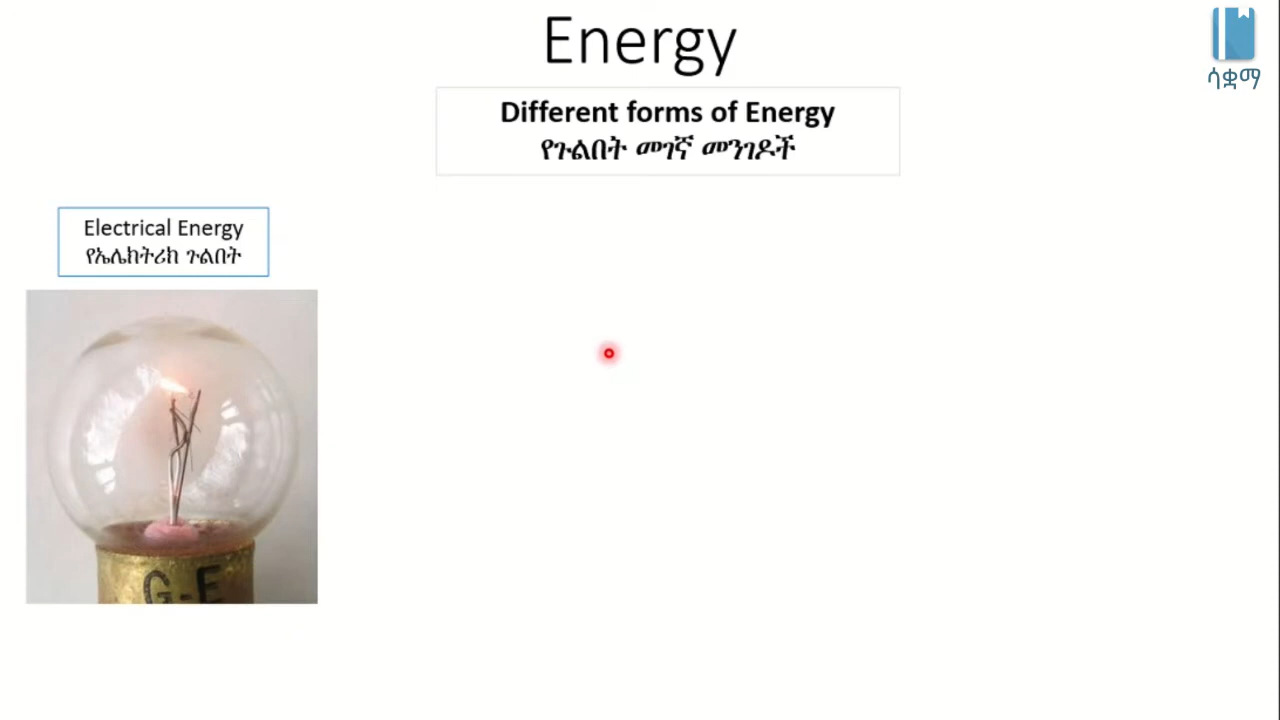 Energy
ሳቋማ
Different forms of Energy
የጉልበት መገኛ መንገዶች
Electrical Energy
የኤሌክትሪክ ጉልበት
G-E